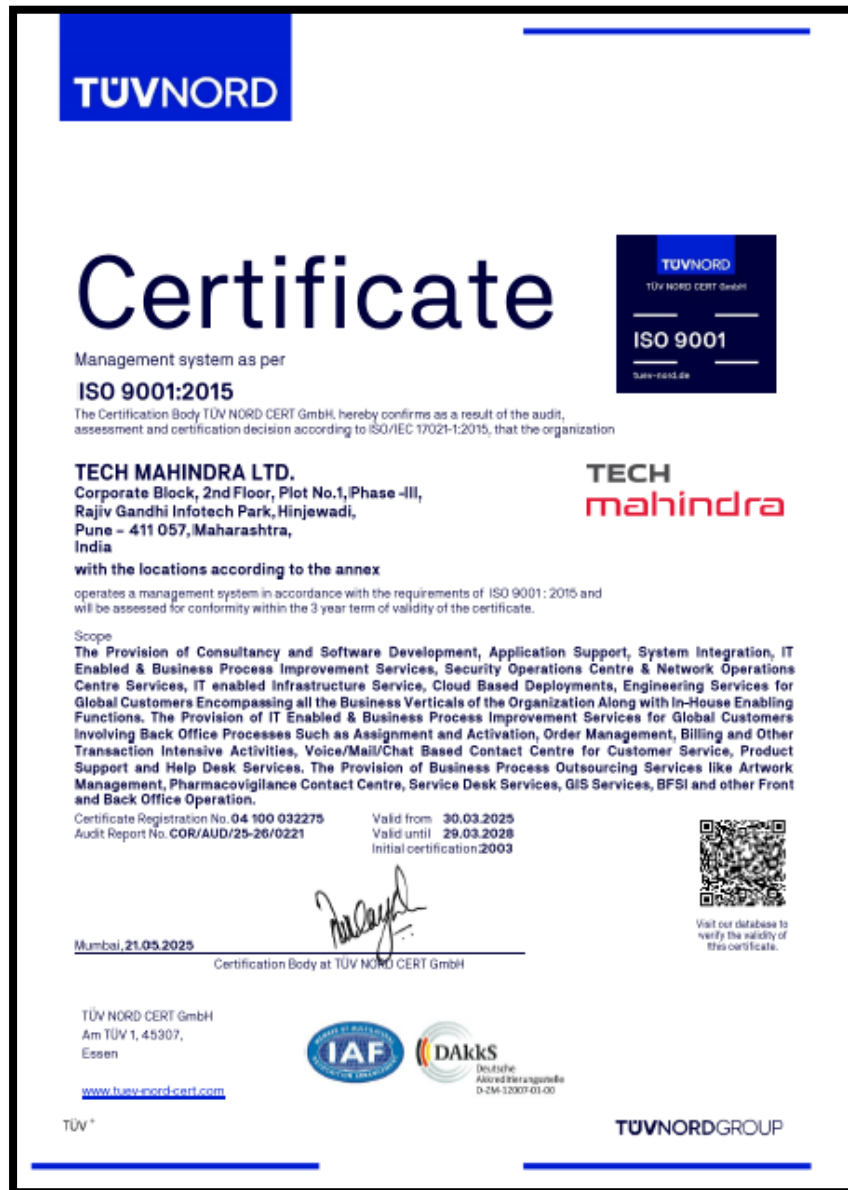 TÜVNORD
Certificate
TÜVNORD
TÜV NORD CERT GmbH
ISO 9001
tuev-nord.de
Management system as per
ISO 9001:2015
The Certification Body TÜV NORD CERT GmbH. hereby confirms as a result of the audit,
assessment and certification decision according to ISO/IEC 17021-1:2015, that the organization
TECH MAHINDRA LTD.
Corporate Block, 2nd Floor, Plot No.1, Phase -III,
Rajiv Gandhi Infotech Park, Hinjewadi,
Pune – 411 057, Maharashtra,
India
TECH
mahindra
with the locations according to the annex
operates a management system in accordance with the requirements of ISO 9001 : 2015 and
will be assessed for conformity within the 3 year term of validity of the certificate.
Scope
The Provision of Consultancy and Software Development, Application Support, System Integration, IT
Enabled & Business Process Improvement Services, Security Operations Centre & Network Operations
Centre Services, IT enabled Infrastructure Service, Cloud Based Deployments, Engineering Services for
Global Customers Encompassing all the Business Verticals of the Organization Along with In-House Enabling
Functions. The Provision of IT Enabled & Business Process Improvement Services for Global Customers
Involving Back Office Processes Such as Assignment and Activation, Order Management, Billing and Other
Transaction Intensive Activities, Voice/Mail/Chat Based Contact Centre for Customer Service, Product
Support and Help Desk Services. The Provision of Business Process Outsourcing Services like Artwork
Management, Pharmacovigilance Contact Centre, Service Desk Services, GIS Services, BFSI and other Front
and Back Office Operation.
Certificate Registration No. 04 100 032275
Audit Report No. COR/AUD/25-26/0221
Valid from 30.03.2025
Valid until 29.03.2028
Initial certification:2003
Visit our database to
verify the validity of
this certificate.
Mumbai, 21.05.2025
Certification Body at TÜV NORD CERT GmbH
TÜV NORD CERT GmbH
Am TÜV 1, 45307,
Essen
www.tuev-nord-cert.com
IAF
DAkkS
Deutsche
Akkreditierungsstelle
D-ZM-12007-01-00
TÜV ®
TÜVNORDGROUP